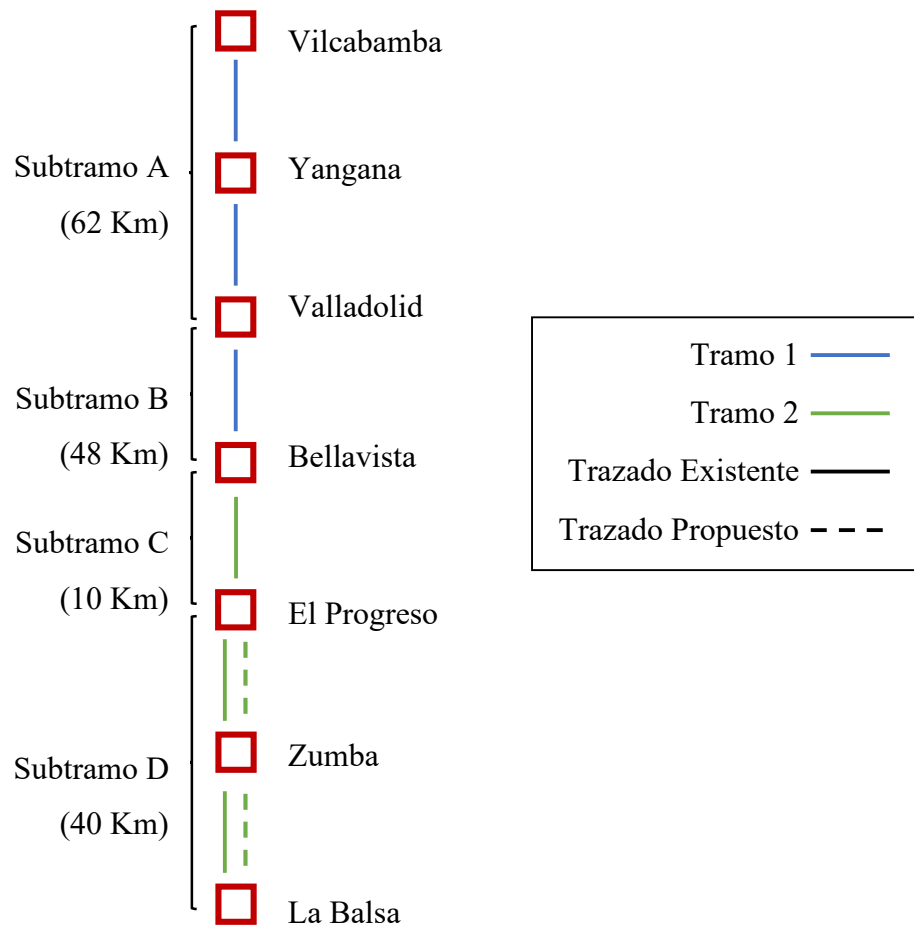 Vilcabamba
Subtramo A
(62 Km)
Yangana
Valladolid
Subtramo B
(48 Km)
Bellavista
Subtramo C
(10 Km)
El Progreso
Subtramo D
(40 Km)
Zumba
La Balsa
Tramo 1
Tramo 2
Trazado Existente
Trazado Propuesto